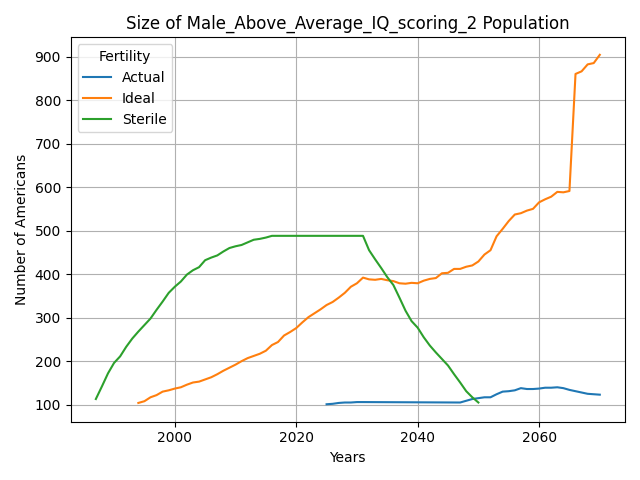 Size of Male_Above_Average_IQ_scoring_2 Population
Fertility
Actual
Ideal
Sterile
Number of Americans
900
800
700
600
500
400
300
200
100
2000
2020
2040
2060
Years